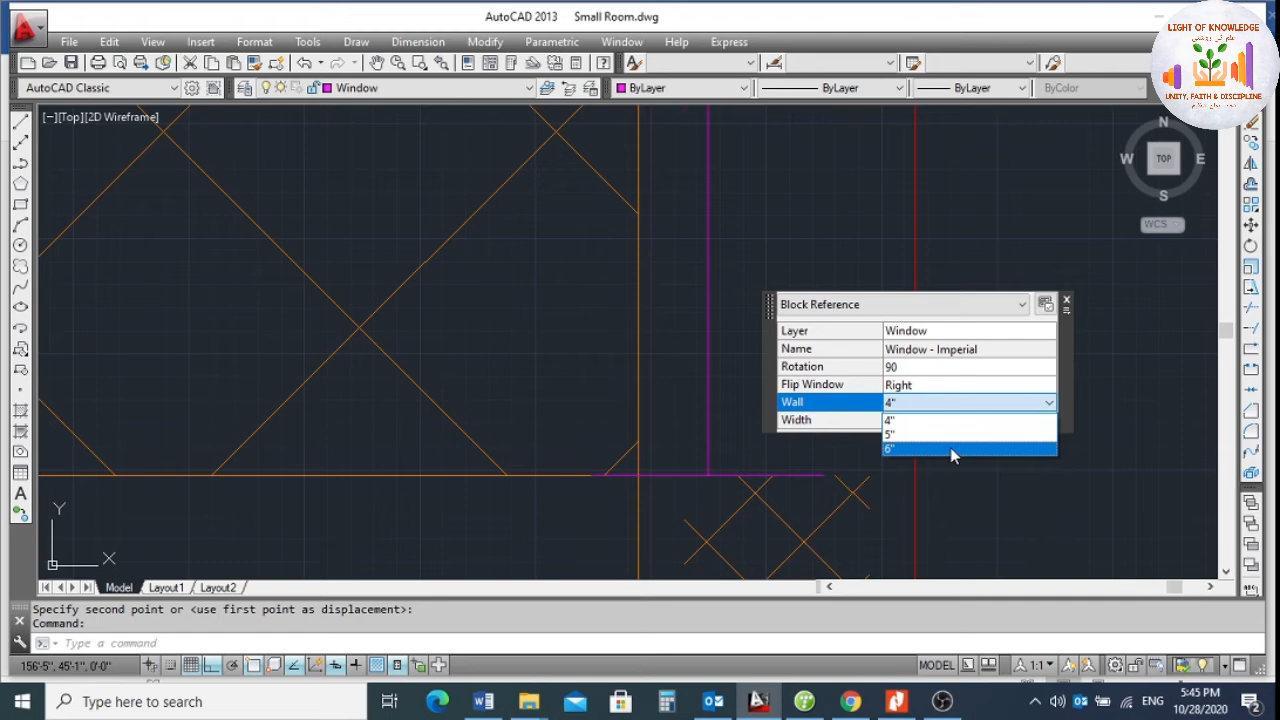 AutoCAD 2013 Small Room.dwg
LIGHT OF KNOWLEDGE
علم کی روشنی
UNITY, FAITH & DISCIPLINE
File Edit View Insert Format Tools Draw Dimension Modify Parametric Window Help Express
AutoCAD Classic Window ByLayer ByLayer ByLayer ByColor
[−][Top][2D Wireframe]
N
W TOP E
S
WCS
Block Reference
Layer Window
Name Window - Imperial
Rotation 90
Flip Window Right
Wall 4"
Width 4"
5"
6"
Y
X
Model Layout1 Layout2
Specify second point or <use first point as displacement>:
Command:
Type a command
156'-5", 45'-1", 0'-0" MODEL 1:1
Type here to search
ENG
5:45 PM
10/28/2020
2